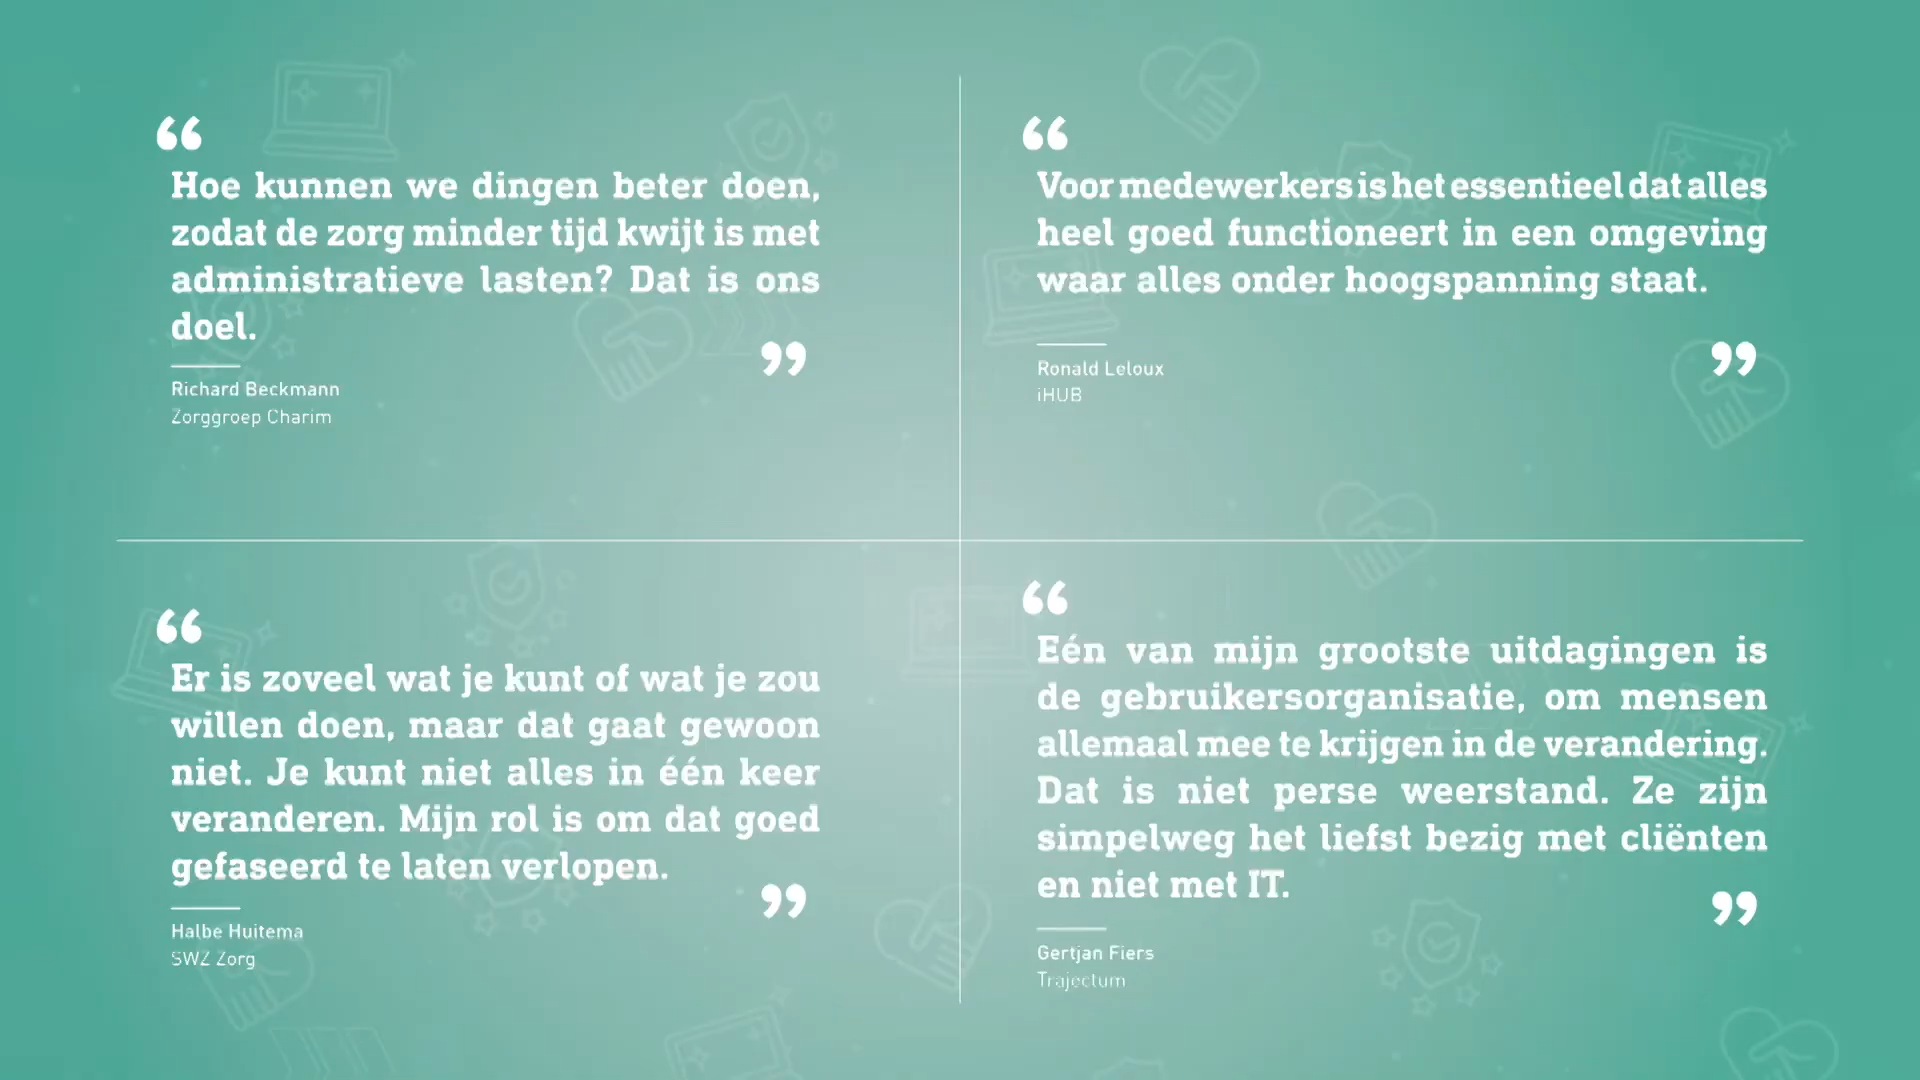 “
Hoe kunnen we dingen beter doen,
zodat de zorg minder tijd kwijt is met
administratieve lasten? Dat is ons
doel.
”
Richard Beckmann
Zorggroep Charim
“
Voor medewerkers is het essentieel dat alles
heel goed functioneert in een omgeving
waar alles onder hoogspanning staat.
”
Ronald Leloux
iHUB
“
Er is zoveel wat je kunt of wat je zou
willen doen, maar dat gaat gewoon
niet. Je kunt niet alles in één keer
veranderen. Mijn rol is om dat goed
gefaseerd te laten verlopen.
”
Halbe Huitema
SWZ Zorg
“
Eén van mijn grootste uitdagingen is
de gebruikersorganisatie, om mensen
allemaal mee te krijgen in de verandering.
Dat is niet perse weerstand. Ze zijn
simpelweg het liefst bezig met cliënten
en niet met IT.
”
Gertjan Fiers
Trajectum